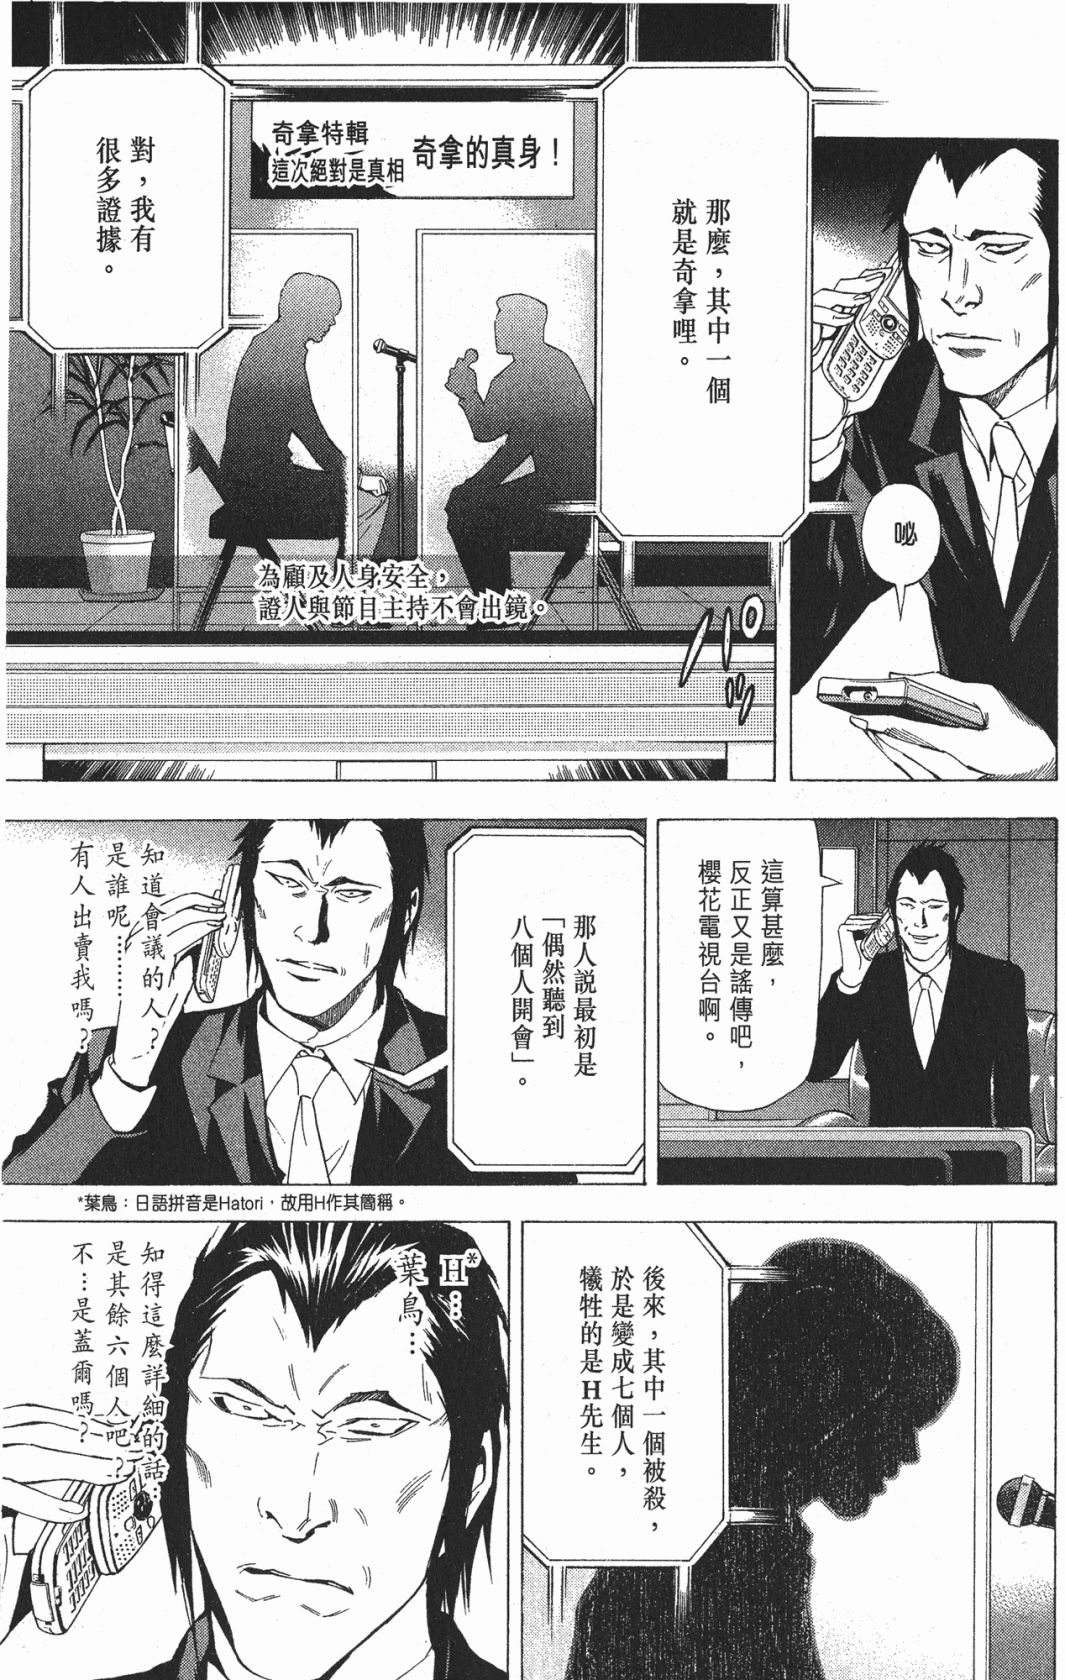 嗶
那麼，其中一個
就是奇拿哩。
奇拿特輯
這次絕對是真相
奇拿的真身！
對，我有
很多證據。
為顧及人身安全，
證人與節目主持不會出鏡。
這算甚麼，
反正又是謠傳吧，
櫻花電視台啊。
那人説最初是
「偶然聽到
八個人開會」。
知道會議的人？
是誰呢…………
有人出賣我嗎？
*葉鳥：日語拼音是Hatori，故用H作其簡稱。
後來，其中一個被殺，
於是變成七個人，
犧牲的是H先生。
H*…
葉鳥…
知得這麼詳細的話…
是其餘六個人吧？
不…是蓋爾嗎？